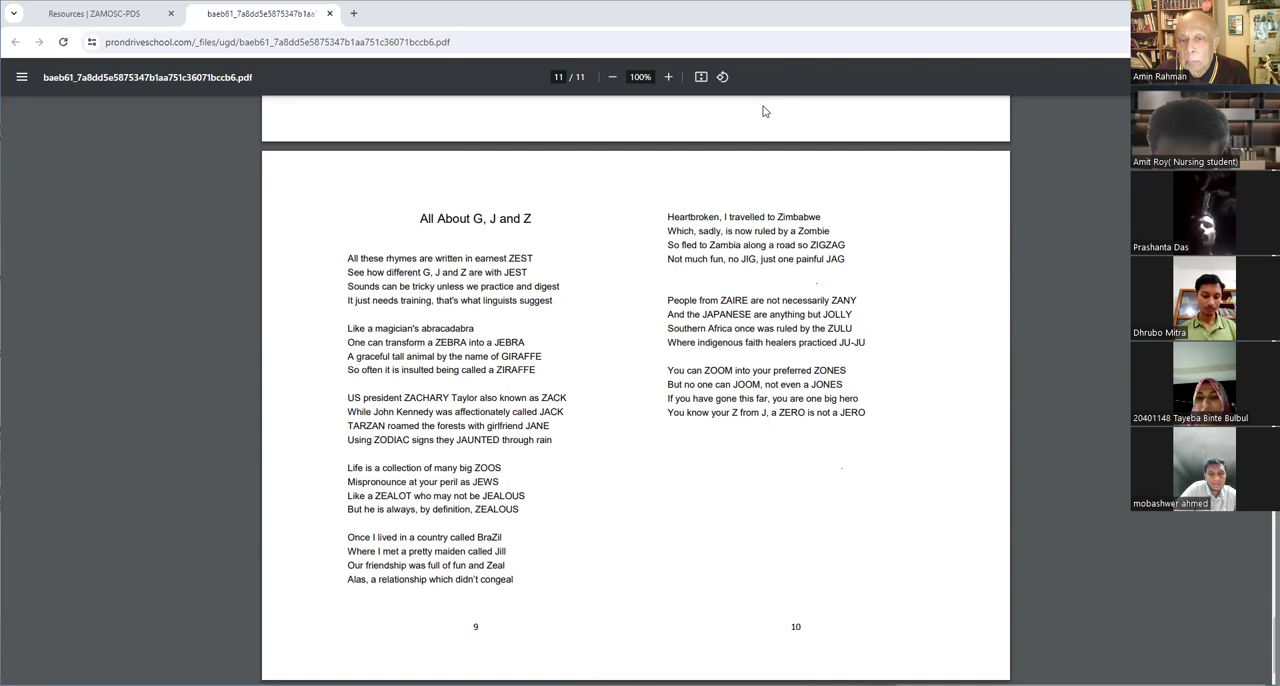 Resources | ZAMOSC-PDS
baeb61_7a8dd5e5875347b1aa7
prondriveschool.com/_files/ugd/baeb61_7a8dd5e5875347b1aa751c36071bccb6.pdf
baeb61_7a8dd5e5875347b1aa751c36071bccb6.pdf
11 / 11
100%
All About G, J and Z
All these rhymes are written in earnest ZEST
See how different G, J and Z are with JEST
Sounds can be tricky unless we practice and digest
It just needs training, that's what linguists suggest
Like a magician's abracadabra
One can transform a ZEBRA into a JEBRA
A graceful tall animal by the name of GIRAFFE
So often it is insulted being called a ZIRAFFE
US president ZACHARY Taylor also known as ZACK
While John Kennedy was affectionately called JACK
TARZAN roamed the forests with girlfriend JANE
Using ZODIAC signs they JAUNTED through rain
Life is a collection of many big ZOOS
Mispronounce at your peril as JEWS
Like a ZEALOT who may not be JEALOUS
But he is always, by definition, ZEALOUS
Once I lived in a country called BraZil
Where I met a pretty maiden called Jill
Our friendship was full of fun and Zeal
Alas, a relationship which didn't congeal
9
Heartbroken, I travelled to Zimbabwe
Which, sadly, is now ruled by a Zombie
So fled to Zambia along a road so ZIGZAG
Not much fun, no JIG, just one painful JAG
People from ZAIRE are not necessarily ZANY
And the JAPANESE are anything but JOLLY
Southern Africa once was ruled by the ZULU
Where indigenous faith healers practiced JU-JU
You can ZOOM into your preferred ZONES
But no one can JOOM, not even a JONES
If you have gone this far, you are one big hero
You know your Z from J, a ZERO is not a JERO
10
Amin Rahman
Amit Roy( Nursing student)
Prashanta Das
Dhrubo Mitra
20401148 Tayeba Binte Bulbul
mobashwer ahmed